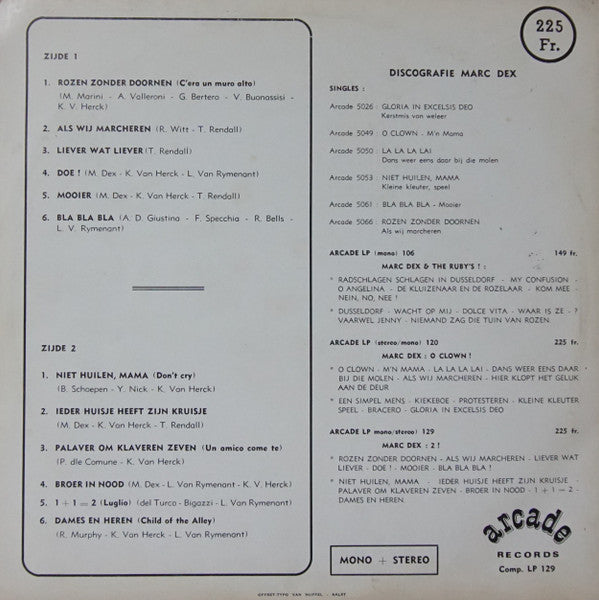 ZIJDE 1
1. ROZEN ZONDER DOORNEN (C'era un muro alto)
(M. Marini - A. Valleroni - G. Bertero - V. Buonassisi -
K. V. Herck)
2. ALS WIJ MARCHEREN (R. Witt - T. Rendall)
3. LIEVER WAT LIEVER (T. Rendall)
4. DOE ! (M. Dex - K. Van Herck - L. Van Rymenant)
5. MOOIER (M. Dex - K. Van Herck - T. Rendall)
6. BLA BLA BLA (A. D. Giustina - F. Specchia - R. Bells -
L. V. Rymenant)
ZIJDE 2
1. NIET HUILEN, MAMA (Don't cry)
(B. Schoepen - Y. Nick - K. Van Herck)
2. IEDER HUISJE HEEFT ZIJN KRUISJE
(M. Dex - K. Van Herck - T. Rendall)
3. PALAVER OM KLAVEREN ZEVEN (Un amico come te)
(P. dle Comune - K. Van Herck)
4. BROER IN NOOD (M. Dex - L. Van Rymenant - K. V. Herck)
5. 1 + 1 = 2 (Luglio) (del Turco - Bigazzi - L. Van Rymenant)
6. DAMES EN HEREN (Child of the Alley)
(R. Murphy - K. Van Herck - L. Van Rymenant)
225
Fr.
DISCOGRAFIE MARC DEX
SINGLES :
Arcade 5026 : GLORIA IN EXCELSIS DEO
Kerstmis van weleer
Arcade 5049 : O CLOWN - M'n Mama
Arcade 5050 : LA LA LA LAI
Dans weer eens daar bij die molen
Arcade 5053 : NIET HUILEN, MAMA
Kleine kluteer, speel
Arcade 5061 : BLA BLA BLA - Mooier
Arcade 5066 : ROZEN ZONDER DOORNEN
Als wij marcheren
ARCADE LP (mono) 106 149 fr.
MARC DEX & THE RUBY'S ! :
* RADSCHLAGEN SCHLAGEN IN DUSSELDORF - MY CONFUSION -
O ANGELINA - DE KLUIZENAAR EN DE ROZELAAR - KOM MEE -
NEIN, NO, NEE !
* DUSSELDORF - WACHT OP MIJ - DOLCE VITA - WAAR IS ZE - ?
VAARWEL JENNY - NIEMAND ZAG DIE TUIN VAN ROZEN.
ARCADE LP (stereo/mono) 120 225 fr.
MARC DEX : O CLOWN !
* O CLOWN - M'N MAMA - LA LA LA LAI - DANS WEER EENS DAAR
BIJ DIE MOLEN - ALS WIJ MARCHEREN - HIER KLOPT HET GELUK
AAN DE DEUR
* EEN SIMPEL MENS - KIEKEBOE - PROTESTEREN - KLEINE KLUTEER
SPEEL - BRACERO - GLORIA IN EXCELSIS DEO
ARCADE LP mono/stereo) 129 225 fr.
MARC DEX : 2 !
* ROZEN ZONDER DOORNEN - ALS WIJ MARCHEREN - LIEVER WAT
LIEVER - DOE ! - MOOIER - BLA BLA BLA !
* NIET HUILEN, MAMA - IEDER HUISJE HEEFT ZIJN KRUISJE -
PALAVER OM KLAVEREN ZEVEN - BROER IN NOOD - 1 + 1 = 2 -
DAMES EN HEREN
MONO + STEREO
arcade
RECORDS
Comp. LP 129
OFFSET-TYPO VAN NUFFEL - AALST